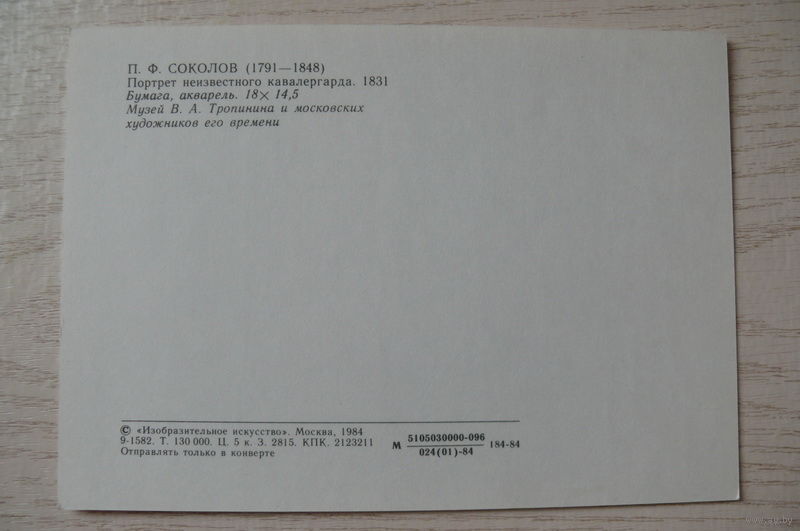 П. Ф. СОКОЛОВ (1791—1848)
Портрет неизвестного кавалергарда. 1831
Бумага, акварель. 18× 14,5
Музей В. А. Тропинина и московских
художников его времени
© «Изобразительное искусство». Москва, 1984
9-1582. Т. 130 000. Ц. 5 к. З. 2815. КПК. 2123211
Отправлять только в конверте
М 5105030000-096 184-84
024(01)-84